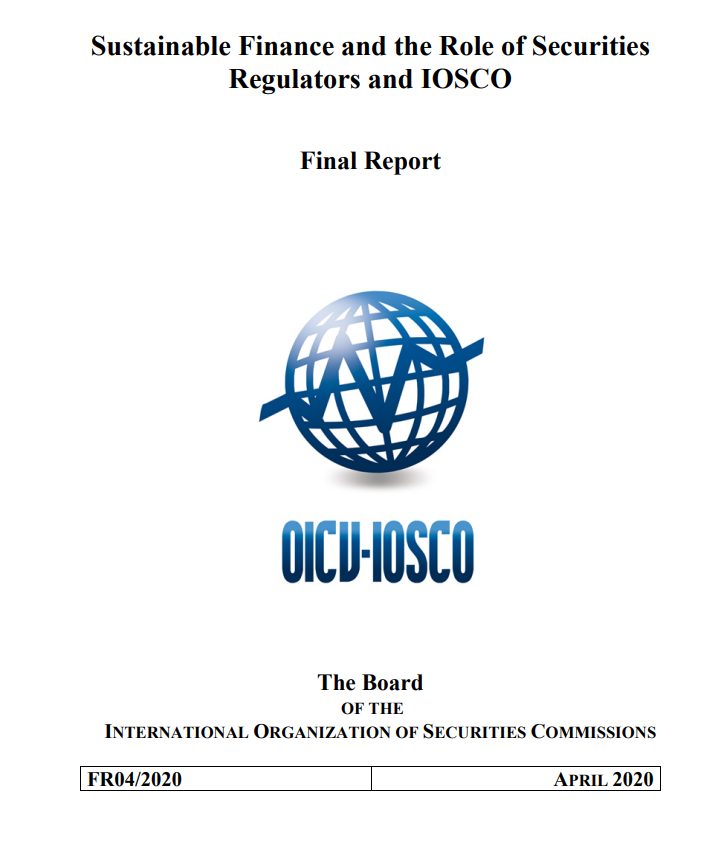 Sustainable Finance and the Role of Securities
Regulators and IOSCO
Final Report
OICU-IOSCO
The Board
OF THE
INTERNATIONAL ORGANIZATION OF SECURITIES COMMISSIONS
FR04/2020 APRIL 2020